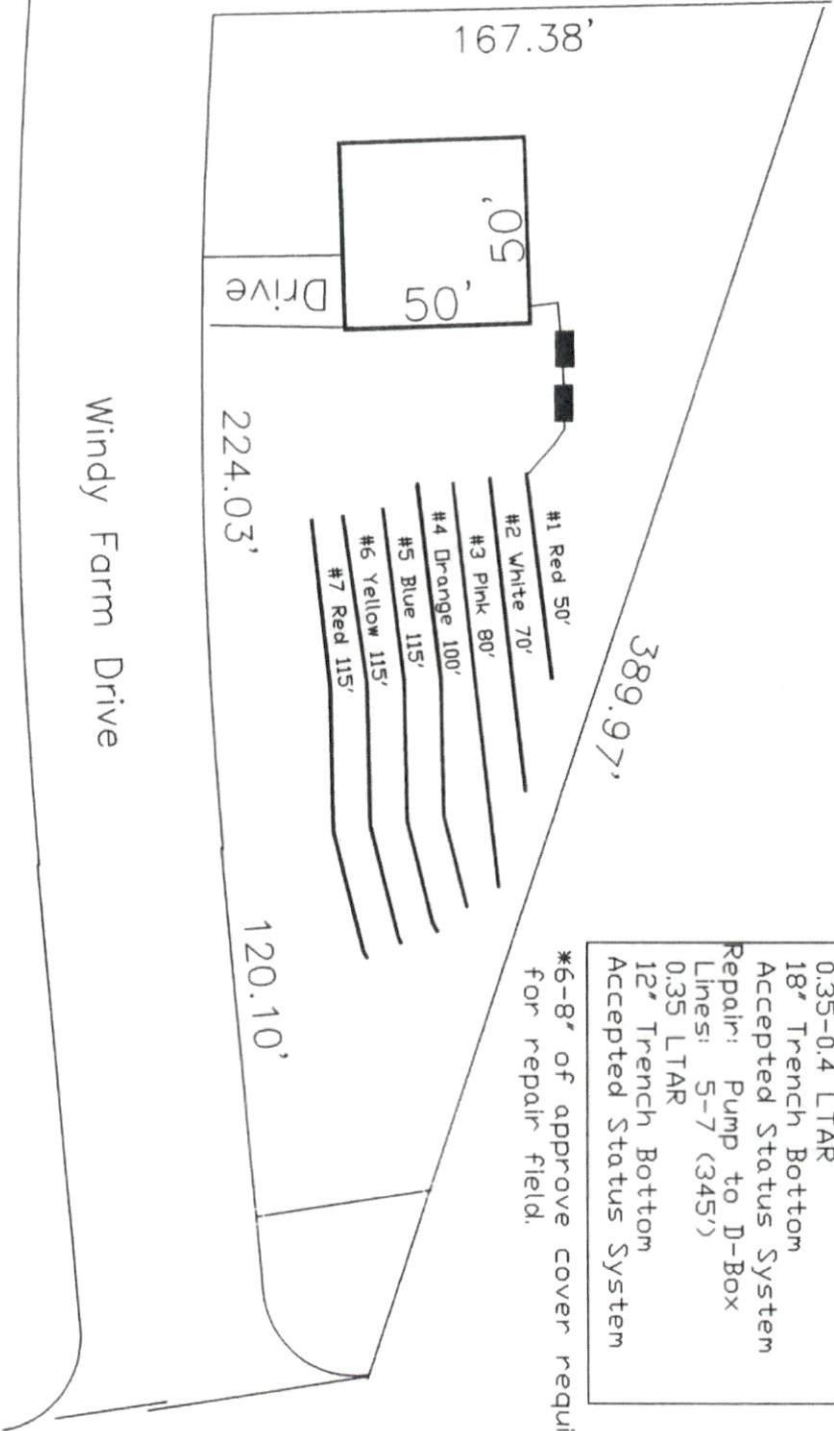 167.38'
50'
50'
Drive
224.03'
Windy Farm Drive
#1 Red 50'
#2 White 70'
#3 Pink 80'
#4 Orange 100'
#5 Blue 115'
#6 Yellow 115'
#7 Red 115'
389.97'
120.10'
0.35-0.4 LTAR
18" Trench Bottom
Accepted Status System
Repair: Pump to D-Box
Lines: 5-7 (345')
0.35 LTAR
12" Trench Bottom
Accepted Status System
*6-8" of approve cover requi
for repair field.